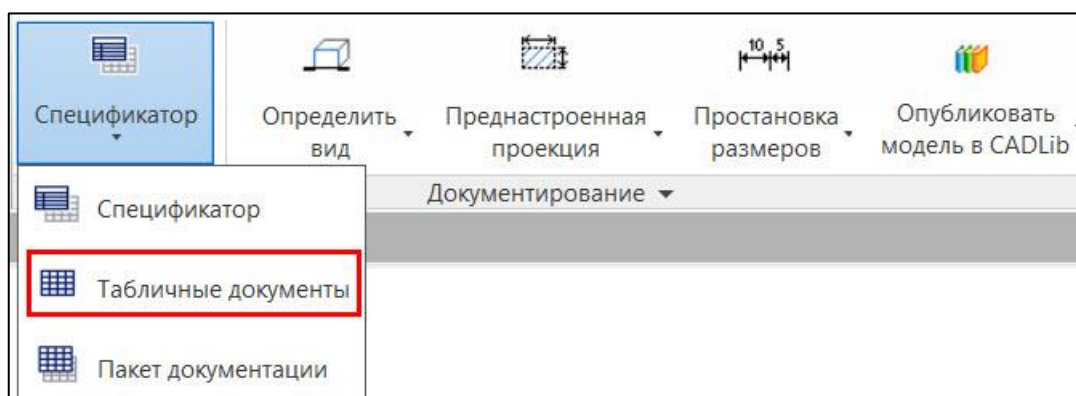 Спецификатор
Определить
вид
Преднастроенная
проекция
10 5
Простановка
размеров
Опубликовать
модель в CADLib
Документирование
Спецификатор
Табличные документы
Пакет документации